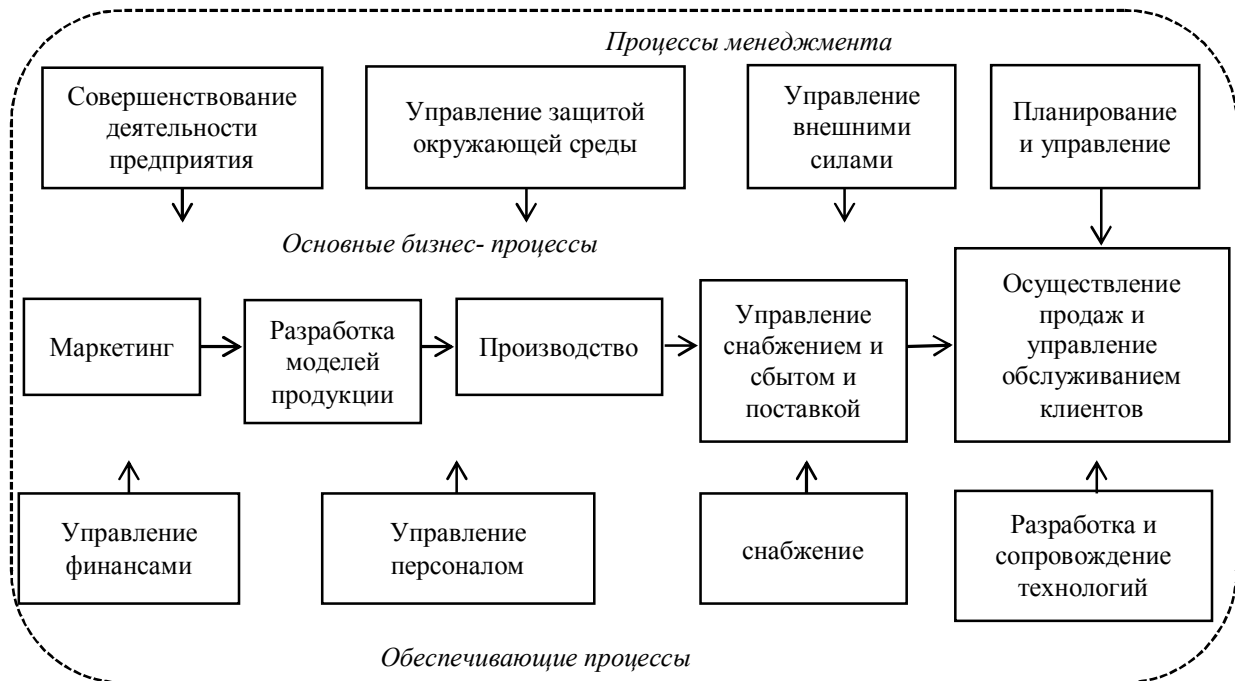 Процессы менеджмента
Совершенствование
деятельности
предприятия
Управление защитой
окружающей среды
Управление
внешними
силами
Планирование
и управление
Основные бизнес- процессы
Маркетинг
Разработка
моделей
продукции
Производство
Управление
снабжением и
сбытом и
поставкой
Осуществление
продаж и
управление
обслуживанием
клиентов
Управление
финансами
Управление
персоналом
снабжение
Разработка и
сопровождение
технологий
Обеспечивающие процессы